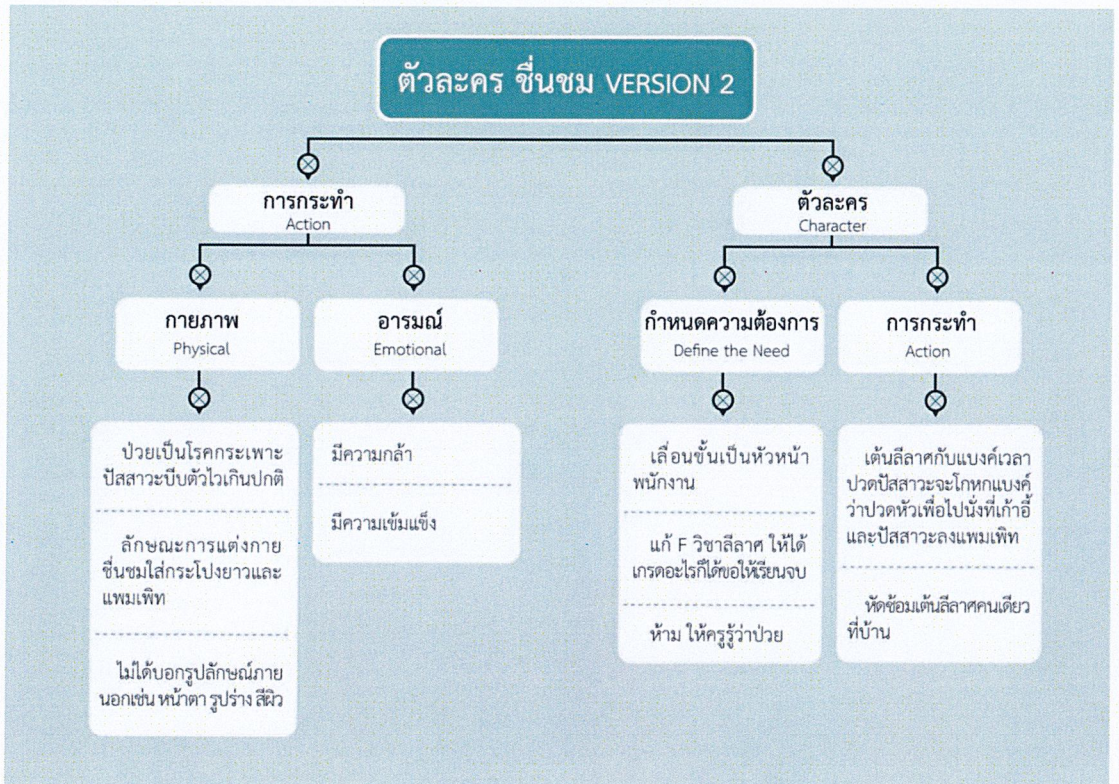 ตัวละคร ชื่นชม VERSION 2
การกระทำ
Action
ตัวละคร
Character
กายภาพ
Physical
อารมณ์
Emotional
กำหนดความต้องการ
Define the Need
การกระทำ
Action
ป่วยเป็นโรคกระเพาะ
ปัสสาวะบีบตัวไวเกินปกติ
ลักษณะการแต่งกาย
ชื่นชมใส่กระโปงยาวและ
แพมเพิท
ไม่ได้บอกรูปลักษณ์ภาย
นอกเช่น หน้าตา รูปร่าง สีผิว
มีความกล้า
มีความเข้มแข็ง
เลื่อนขั้นเป็นหัวหน้า
พนักงาน
แก้ F วิชาลีลาศ ให้ได้
เกรดอะไรก็ได้ขอให้เรียนจบ
ห้าม ให้ครูรู้ว่าป่วย
เต้นลีลาศกับแบงค์เวลา
ปวดปัสสาวะจะโกหกแบงค์
ว่าปวดหัวเพื่อไปนั่งที่เก้าอี้
และปัสสาวะลงแพมเพิท
หัดซ้อมเต้นลีลาศคนเดียว
ที่บ้าน